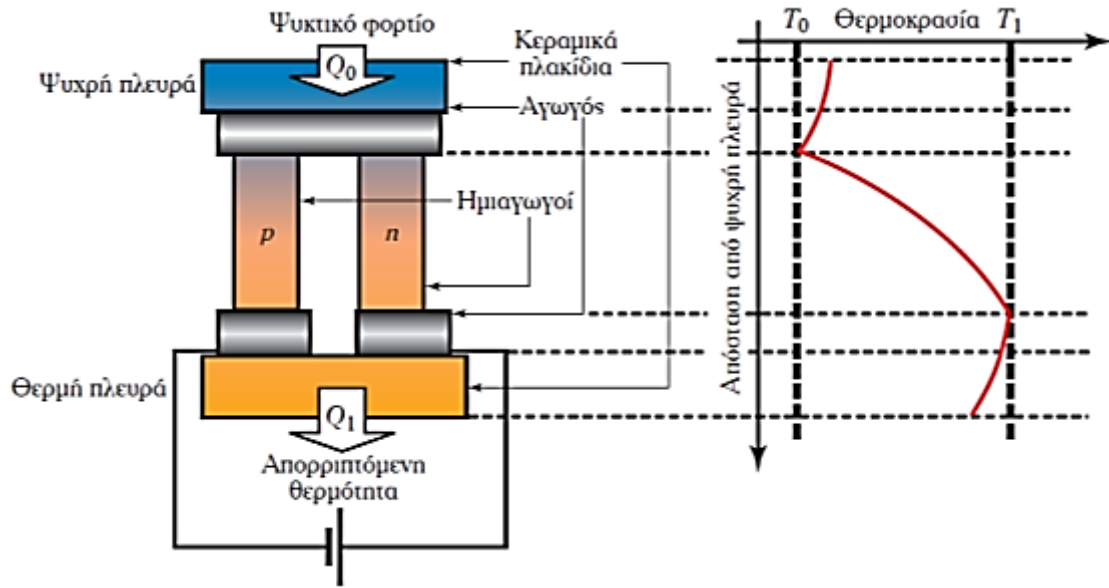 Ψυκτικό φορτίο
Q0
Ψυχρή πλευρά
Κεραμικά
πλακίδια
Αγωγός
Ημιαγωγοί
p
n
Θερμή πλευρά
Q1
Απορριπτόμενη
θερμότητα
T0
Θερμοκρασία
T1
Απόσταση από ψυχρή πλευρά